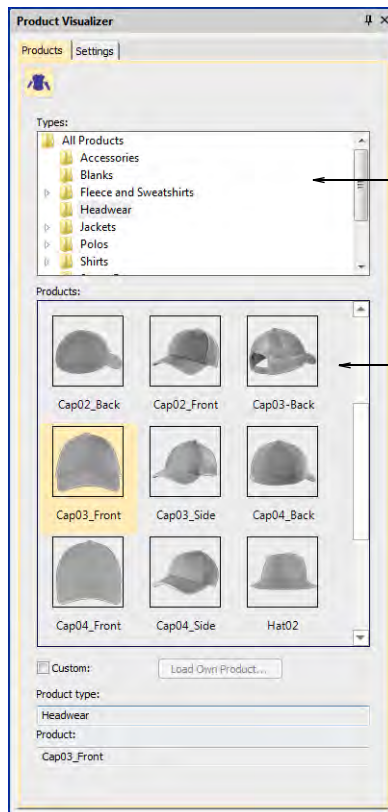 Product Visualizer
Products Settings
Types:
All Products
Accessories
Blanks
Fleece and Sweatshirts
Headwear
Jackets
Polos
Shirts
Products:
Cap02_Back Cap02_Front Cap03-Back
Cap03_Front Cap03_Side Cap04_Back
Cap04_Front Cap04_Side Hat02
Custom: Load Own Product...
Product type:
Headwear
Product:
Cap03_Front